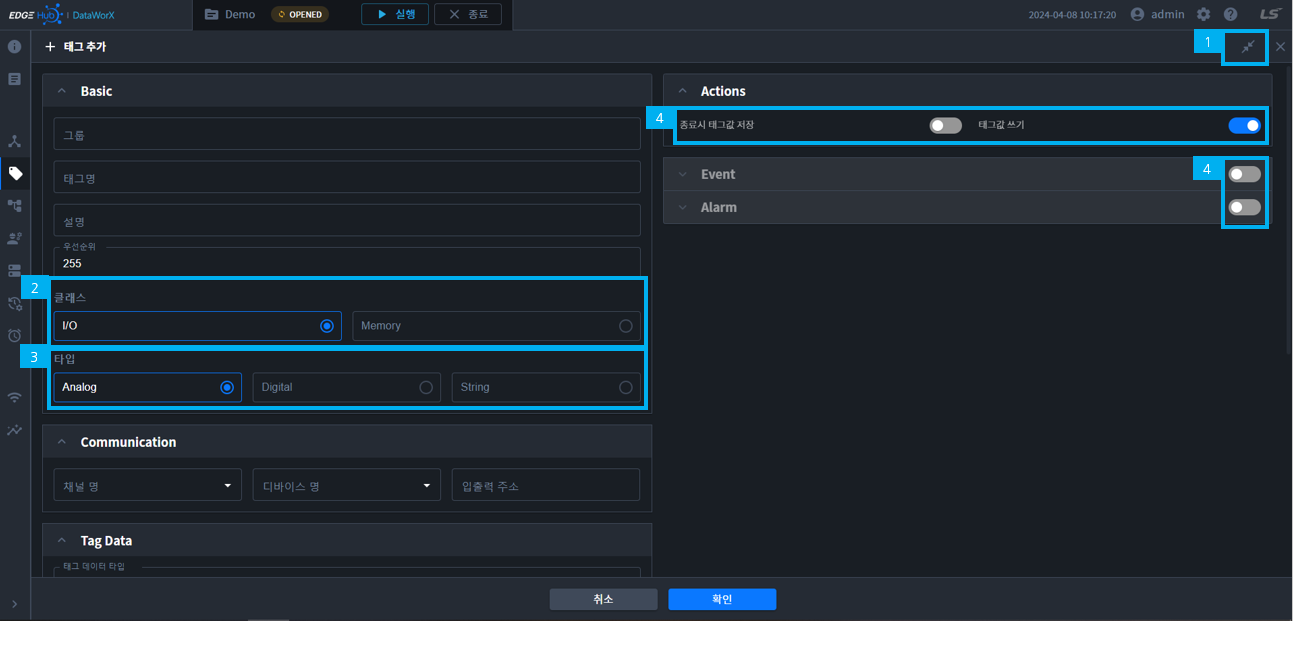 EDGE Hub | DataWorX
Demo
OPENED
실행
종료
2024-04-08 10:17:20
admin
LS
태그 추가
1
Basic
그룹
태그명
설명
우선순위
255
2
클래스
I/O
Memory
3
타입
Analog
Digital
String
Communication
채널 명
디바이스 명
입출력 주소
Tag Data
태그 데이터 타입
Actions
4
종료시 태그값 저장
태그값 쓰기
Event
4
Alarm
취소
확인